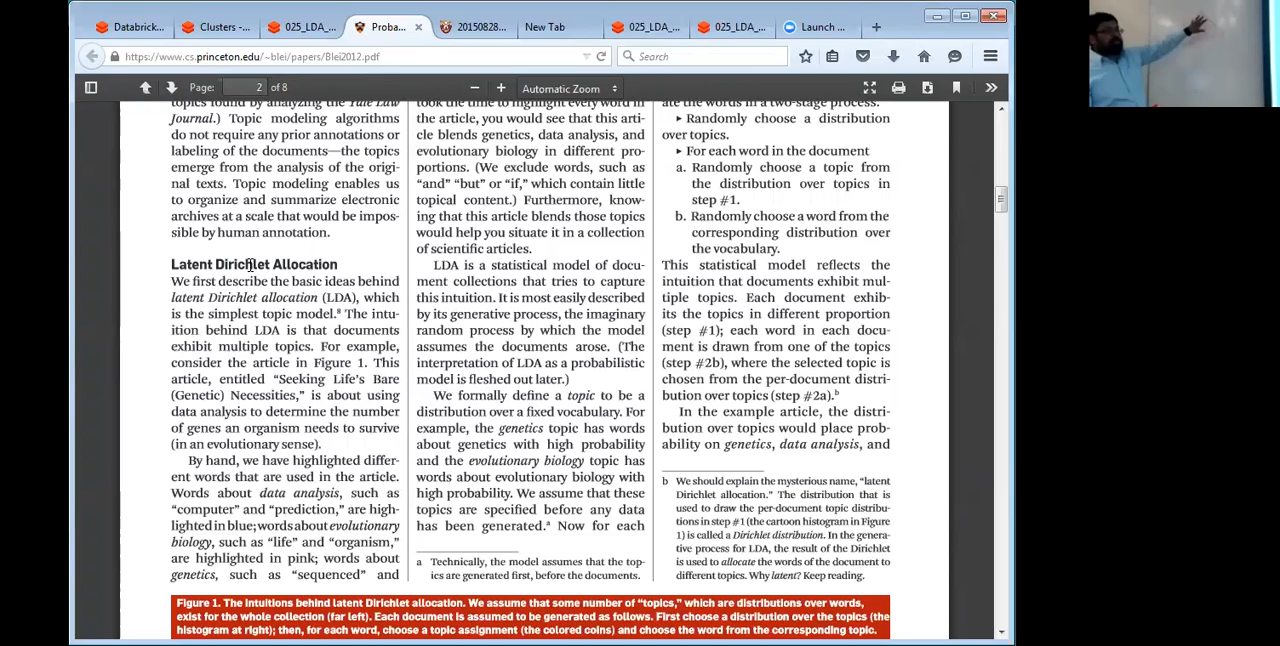 Databrick...
Clusters -...
025_LDA_...
Proba...
20150828...
New Tab
025_LDA_...
025_LDA_...
Launch ...
https://www.cs.princeton.edu/~blei/papers/Blei2012.pdf
Search
Page: 2 of 8
Automatic Zoom
topics found by analyzing the Yale Law
Journal.) Topic modeling algorithms
do not require any prior annotations or
labeling of the documents—the topics
emerge from the analysis of the origi-
nal texts. Topic modeling enables us
to organize and summarize electronic
archives at a scale that would be impos-
sible by human annotation.
Latent Dirichlet Allocation
We first describe the basic ideas behind
latent Dirichlet allocation (LDA), which
is the simplest topic model.8 The intu-
ition behind LDA is that documents
exhibit multiple topics. For example,
consider the article in Figure 1. This
article, entitled “Seeking Life’s Bare
(Genetic) Necessities,” is about using
data analysis to determine the number
of genes an organism needs to survive
(in an evolutionary sense).
By hand, we have highlighted differ-
ent words that are used in the article.
Words about data analysis, such as
“computer” and “prediction,” are high-
lighted in blue; words about evolutionary
biology, such as “life” and “organism,”
are highlighted in pink; words about
genetics, such as “sequenced” and
took the time to highlight every word in
the article, you would see that this arti-
cle blends genetics, data analysis, and
evolutionary biology in different pro-
portions. (We exclude words, such as
“and” “but” or “if,” which contain little
topical content.) Furthermore, know-
ing that this article blends those topics
would help you situate it in a collection
of scientific articles.
LDA is a statistical model of docu-
ment collections that tries to capture
this intuition. It is most easily described
by its generative process, the imaginary
random process by which the model
assumes the documents arose. (The
interpretation of LDA as a probabilistic
model is fleshed out later.)
We formally define a topic to be a
distribution over a fixed vocabulary. For
example, the genetics topic has words
about genetics with high probability
and the evolutionary biology topic has
words about evolutionary biology with
high probability. We assume that these
topics are specified before any data
has been generated.a Now for each
a Technically, the model assumes that the top-
ics are generated first, before the documents.
ate the words in a two-stage process.
▸ Randomly choose a distribution
over topics.
▸ For each word in the document
a. Randomly choose a topic from
the distribution over topics in
step #1.
b. Randomly choose a word from the
corresponding distribution over
the vocabulary.
This statistical model reflects the
intuition that documents exhibit mul-
tiple topics. Each document exhib-
its the topics in different proportion
(step #1); each word in each docu-
ment is drawn from one of the topics
(step #2b), where the selected topic is
chosen from the per-document distri-
bution over topics (step #2a).b
In the example article, the distri-
bution over topics would place prob-
ability on genetics, data analysis, and
b We should explain the mysterious name, “latent
Dirichlet allocation.” The distribution that is
used to draw the per-document topic distribu-
tions in step #1 (the cartoon histogram in Figure
1) is called a Dirichlet distribution. In the genera-
tive process for LDA, the result of the Dirichlet
is used to allocate the words of the document to
different topics. Why latent? Keep reading.
Figure 1. The intuitions behind latent Dirichlet allocation. We assume that some number of “topics,” which are distributions over words,
exist for the whole collection (far left). Each document is assumed to be generated as follows. First choose a distribution over the topics (the
histogram at right); then, for each word, choose a topic assignment (the colored coins) and choose the word from the corresponding topic.